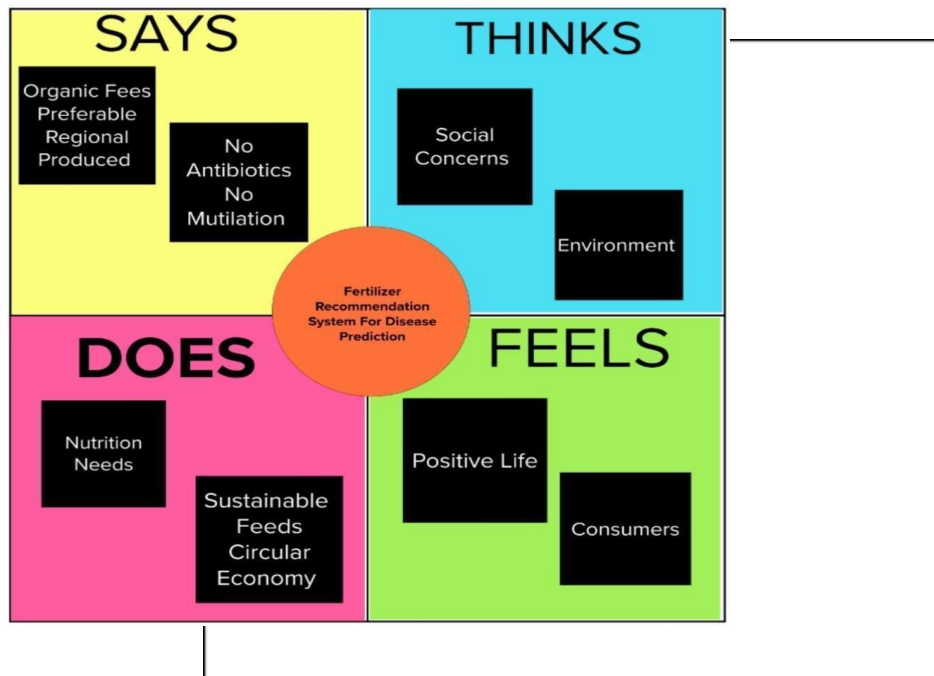 SAYS
Organic Fees
Preferable
Regional
Produced
No
Antibiotics
No
Mutilation
THINKS
Social
Concerns
Environment
Fertilizer
Recommendation
System For Disease
Prediction
DOES
Nutrition
Needs
Sustainable
Feeds
Circular
Economy
FEELS
Positive Life
Consumers